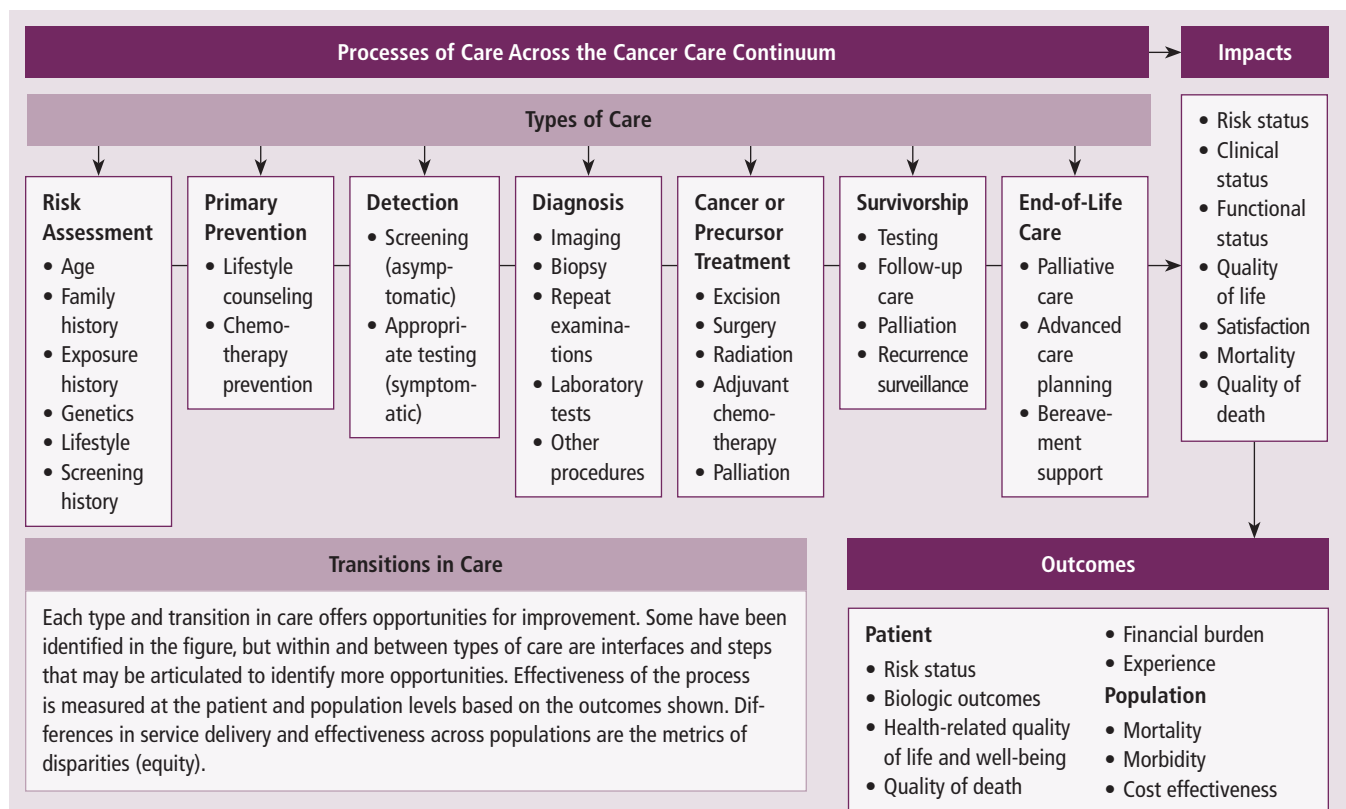 Processes of Care Across the Cancer Care Continuum
Impacts
Types of Care
Risk
Assessment
• Age
• Family
history
• Exposure
history
• Genetics
• Lifestyle
• Screening
history
Primary
Prevention
• Lifestyle
counseling
• Chemo-
therapy
prevention
Detection
• Screening
(asymp-
tomatic)
• Appropri-
ate testing
(symptom-
atic)
Diagnosis
• Imaging
• Biopsy
• Repeat
examina-
tions
• Laboratory
tests
• Other
procedures
Cancer or
Precursor
Treatment
• Excision
• Surgery
• Radiation
• Adjuvant
chemo-
therapy
• Palliation
Survivorship
• Testing
• Follow-up
care
• Palliation
• Recurrence
surveillance
End-of-Life
Care
• Palliative
care
• Advanced
care
planning
• Bereave-
ment
support
• Risk status
• Clinical
status
• Functional
status
• Quality
of life
• Satisfaction
• Mortality
• Quality of
death
Transitions in Care
Each type and transition in care offers opportunities for improvement. Some have been
identified in the figure, but within and between types of care are interfaces and steps
that may be articulated to identify more opportunities. Effectiveness of the process
is measured at the patient and population levels based on the outcomes shown. Dif-
ferences in service delivery and effectiveness across populations are the metrics of
disparities (equity).
Outcomes
Patient
• Risk status
• Biologic outcomes
• Health-related quality
of life and well-being
• Quality of death
• Financial burden
• Experience
Population
• Mortality
• Morbidity
• Cost effectiveness